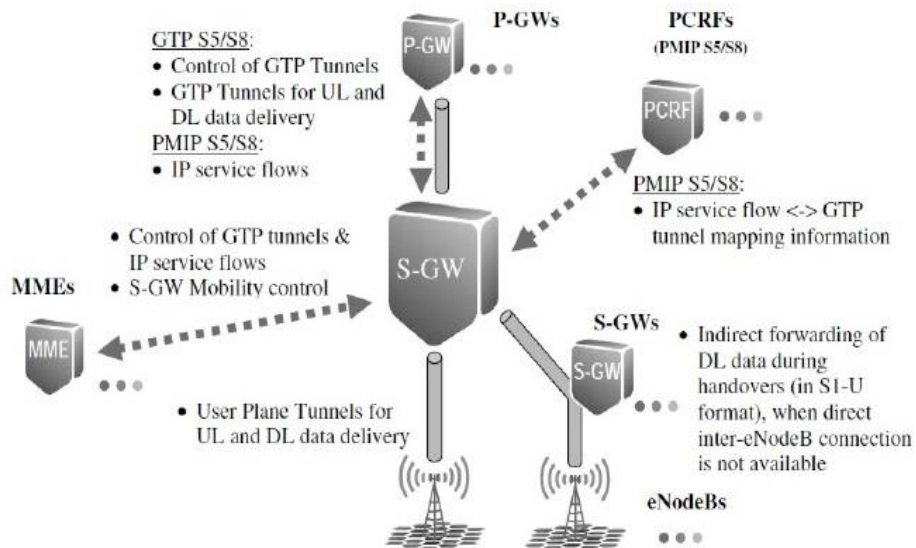 P-GWs
P-GW
GTP S5/S8:
• Control of GTP Tunnels
• GTP Tunnels for UL and
DL data delivery
PMIP S5/S8:
• IP service flows
PCRFs
(PMIP S5/S8)
PCRF
PMIP S5/S8:
• IP service flow <-> GTP
tunnel mapping information
• Control of GTP tunnels &
IP service flows
• S-GW Mobility control
S-GW
MMEs
MME
S-GWs
S-GW
• Indirect forwarding of
DL data during
handovers (in S1-U
format), when direct
inter-eNodeB connection
is not available
• User Plane Tunnels for
UL and DL data delivery
eNodeBs